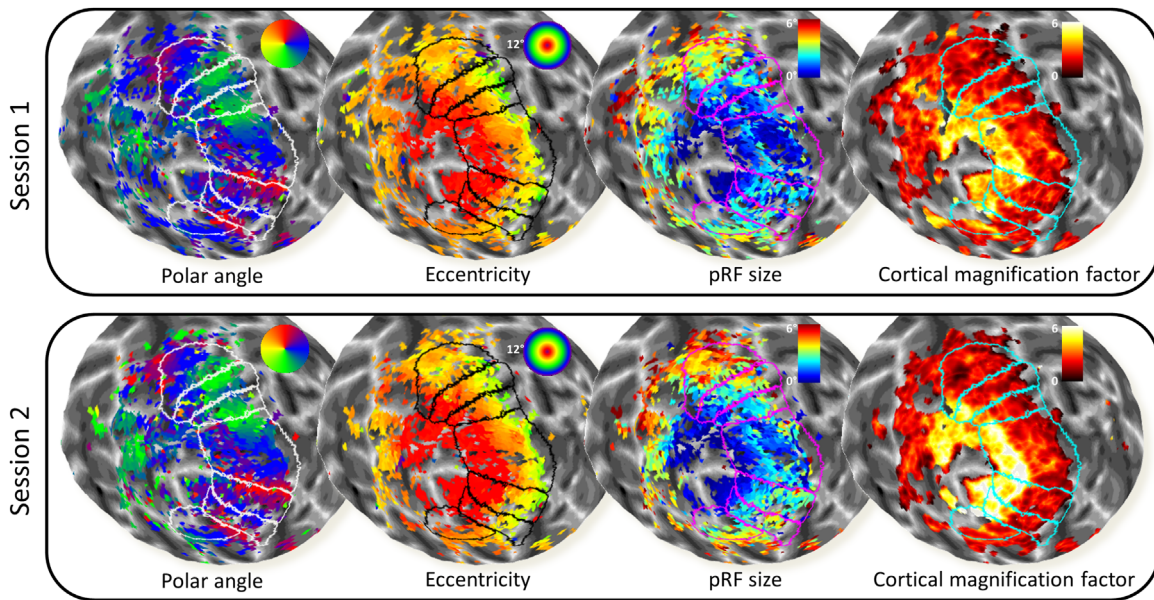 Session 1
12°
6°
0°
6
0
Polar angle
Eccentricity
pRF size
Cortical magnification factor
Session 2
12°
6°
0°
6
0
Polar angle
Eccentricity
pRF size
Cortical magnification factor